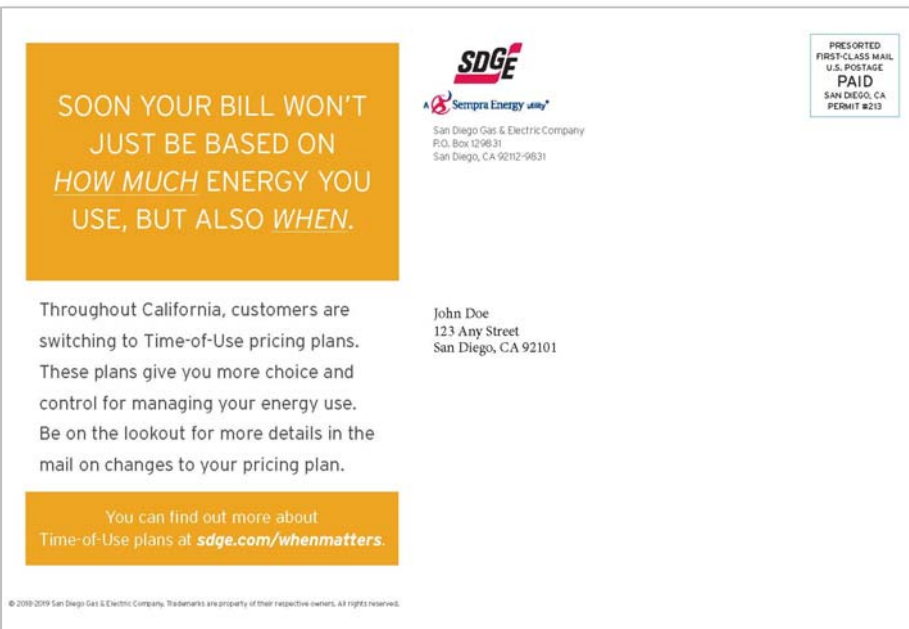 SOON YOUR BILL WON'T
JUST BE BASED ON
HOW MUCH ENERGY YOU
USE, BUT ALSO WHEN.
Throughout California, customers are
switching to Time-of-Use pricing plans.
These plans give you more choice and
control for managing your energy use.
Be on the lookout for more details in the
mail on changes to your pricing plan.
You can find out more about
Time-of-Use plans at sdge.com/whenmatters.
© 2018-2019 San Diego Gas & Electric Company. Trademarks are property of their respective owners. All rights reserved.
SDGE
A Sempra Energy utility®
San Diego Gas & Electric Company
P.O. Box 129831
San Diego, CA 92112-9831
John Doe
123 Any Street
San Diego, CA 92101
PRESORTED
FIRST-CLASS MAIL
U.S. POSTAGE
PAID
SAN DIEGO, CA
PERMIT #213